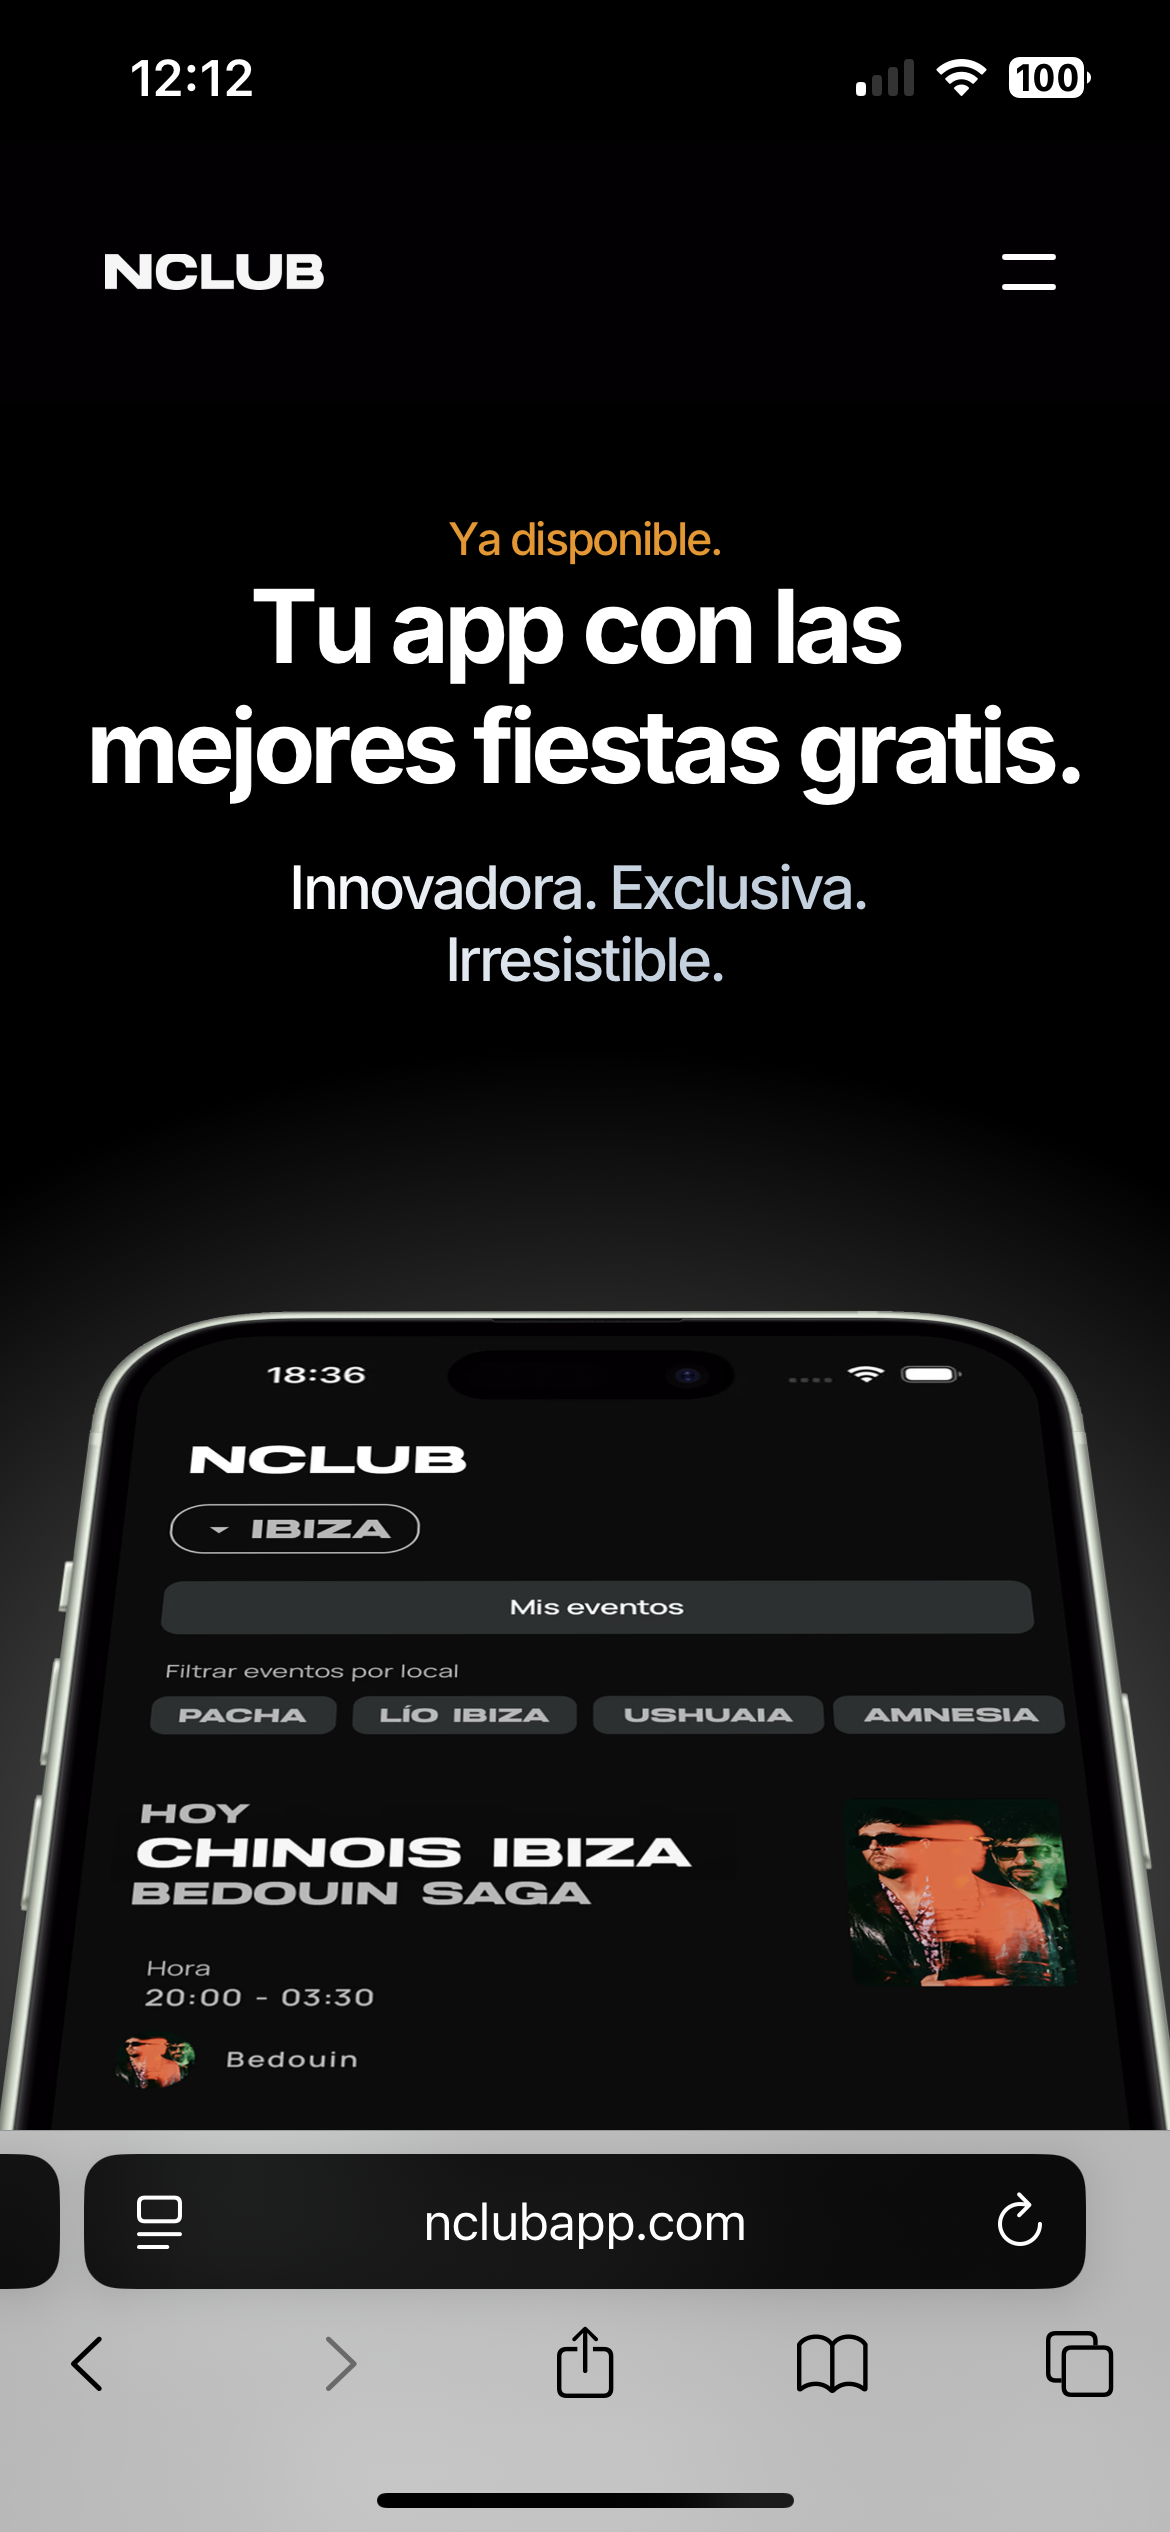 12:12
100
NCLUB
Ya disponible.
Tu app con las
mejores fiestas gratis.
Innovadora. Exclusiva.
Irresistible.
18:36
NCLUB
IBIZA
Mis eventos
Filtrar eventos por local
PACHA LÍO IBIZA USHUAIA AMNESIA
HOY
CHINOIS IBIZA
BEDOUIN SAGA
Hora
20:00 - 03:30
Bedouin
nclubapp.com